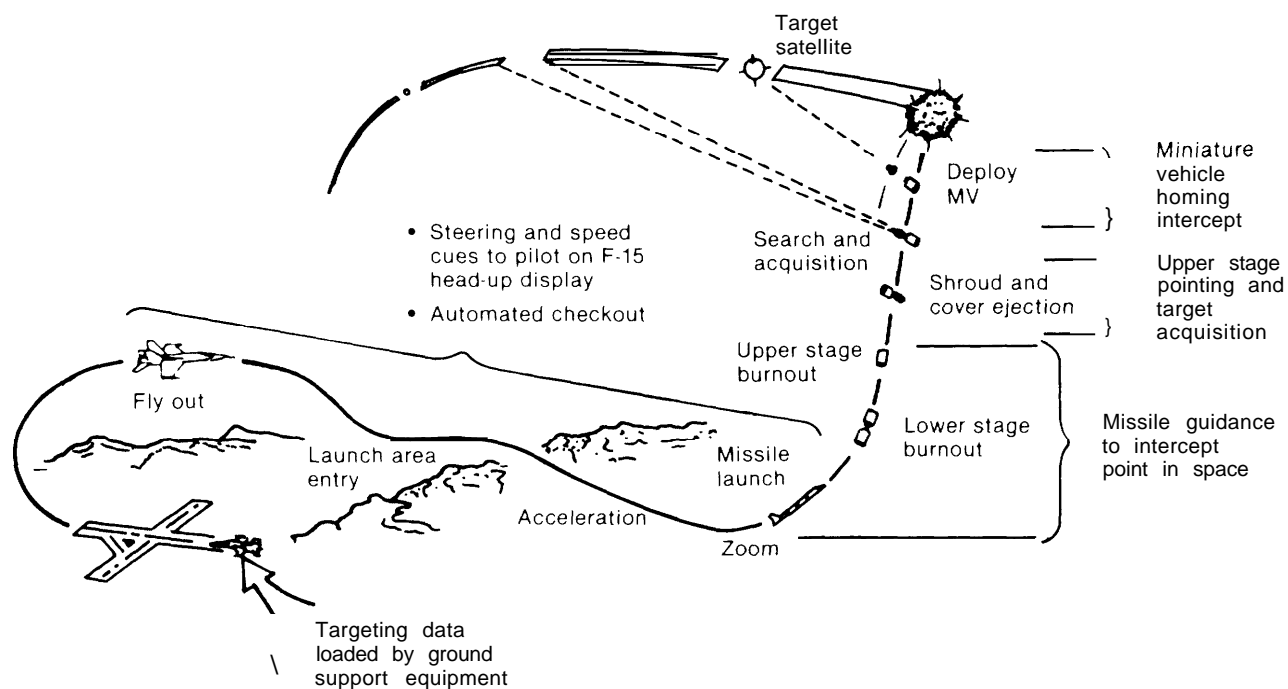 Target
satellite
Deploy
MV
Miniature
vehicle
homing
intercept
• Steering and speed
cues to pilot on F-15
head-up display
• Automated checkout
Search and
acquisition
Shroud and
cover ejection
Upper stage
pointing and
target
acquisition
Upper stage
burnout
Fly out
Lower stage
burnout
Missile guidance
to intercept
point in space
Launch area
entry
Missile
launch
Acceleration
Zoom
Targeting data
loaded by ground
support equipment